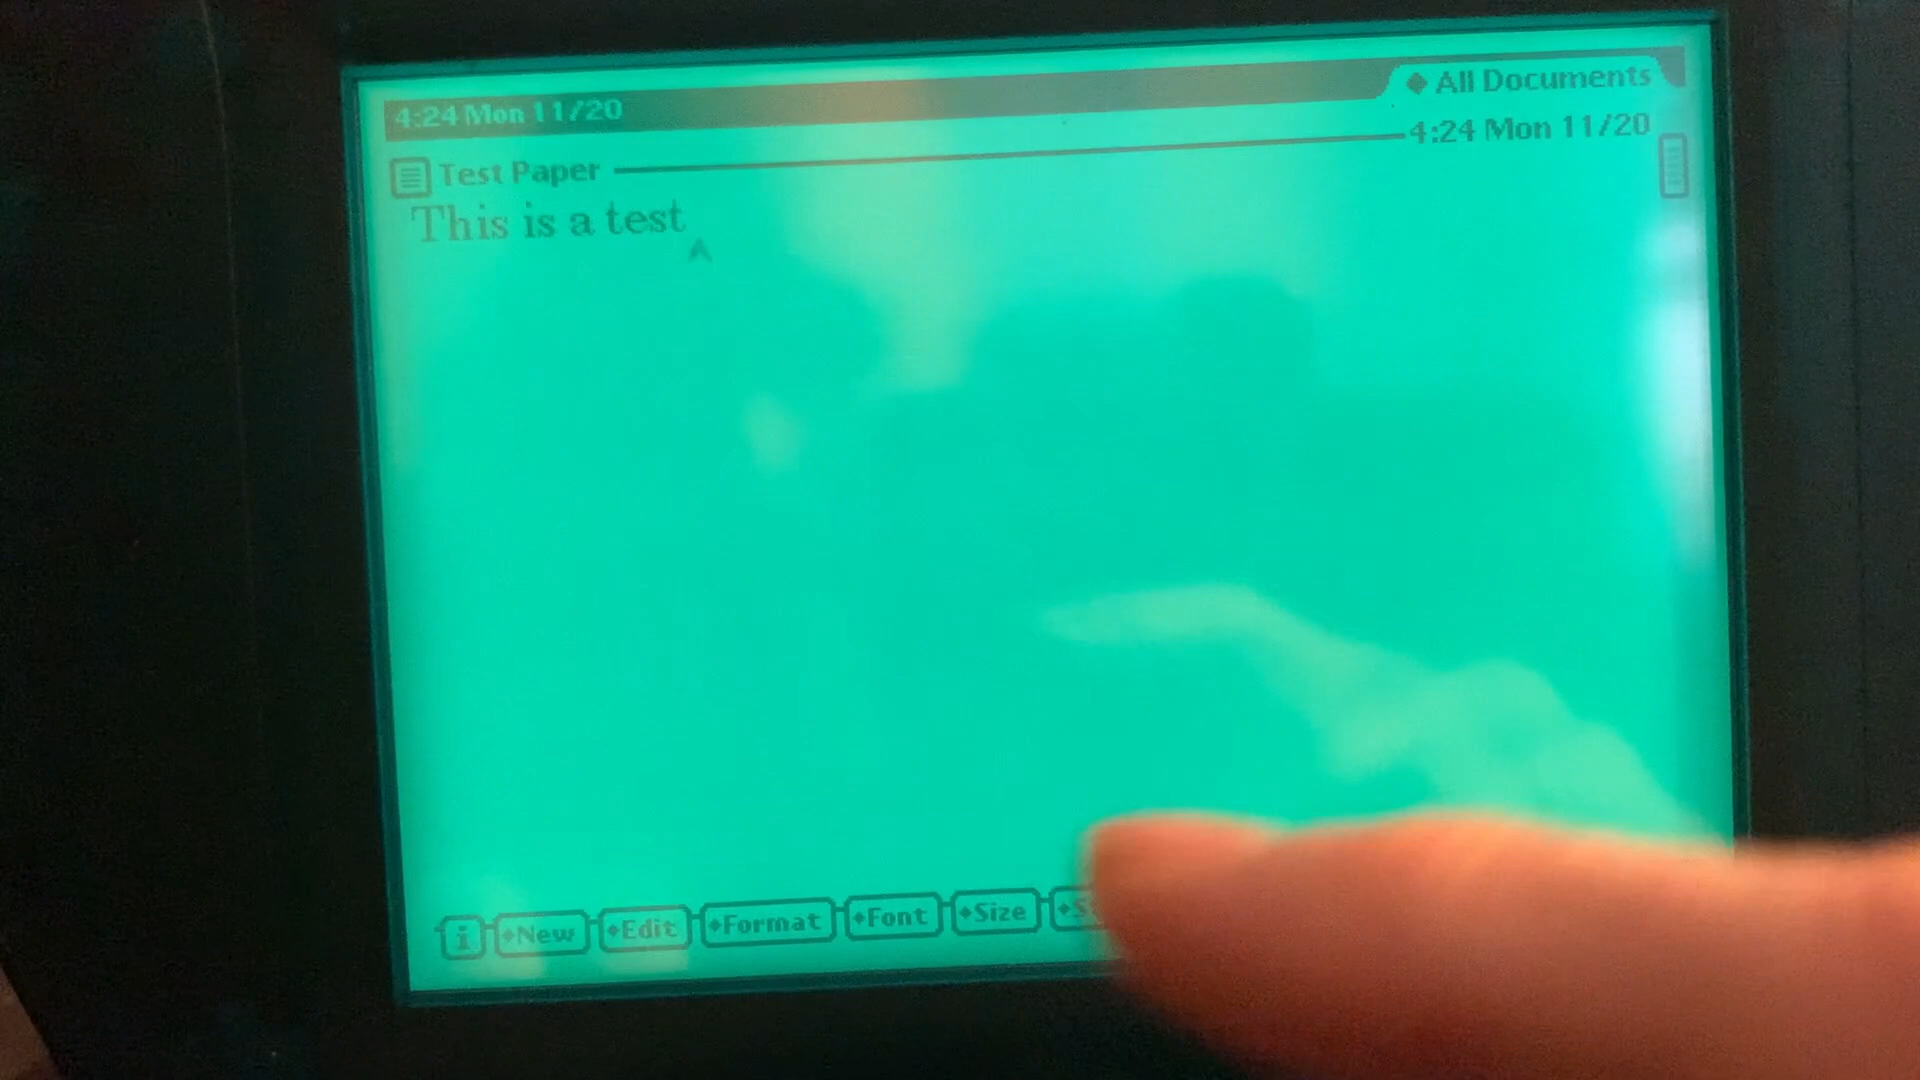 4:24 Mon 11/20
All Documents
4:24 Mon 11/20
Test Paper
This is a test
i New Edit Format Font Size